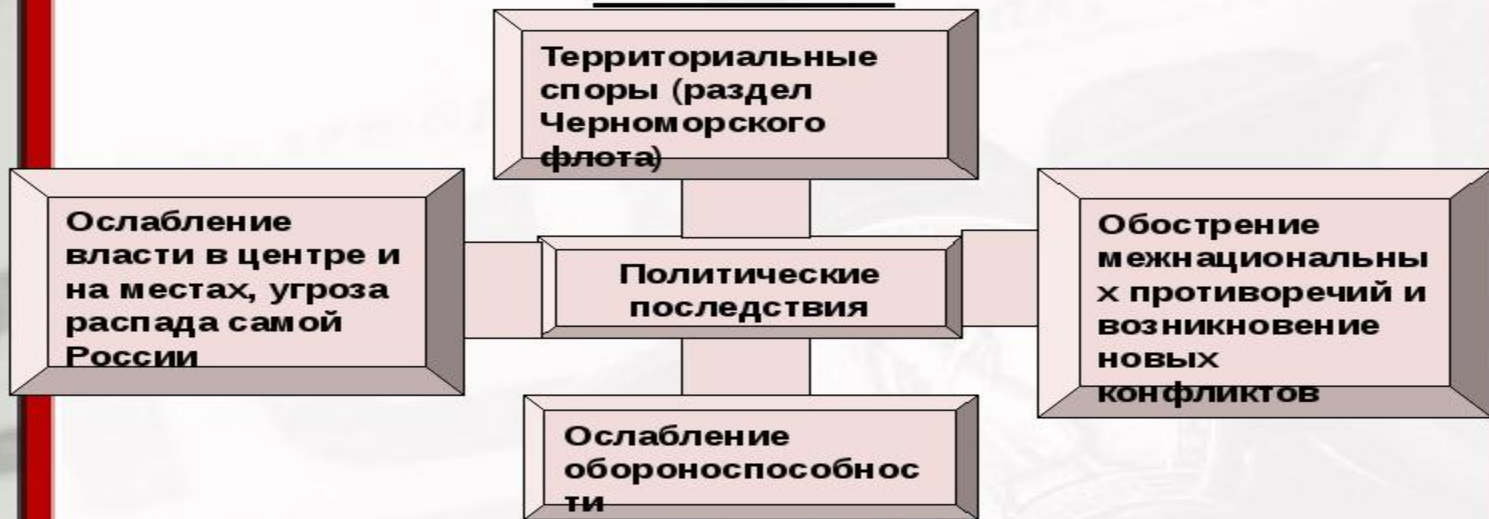 Территориальные
споры (раздел
Черноморского
флота)
Ослабление
власти в центре и
на местах, угроза
распада самой
России
Политические
последствия
Обострение
межнациональны
х противоречий и
возникновение
новых
конфликтов
Ослабление
обороноспособнос
ти